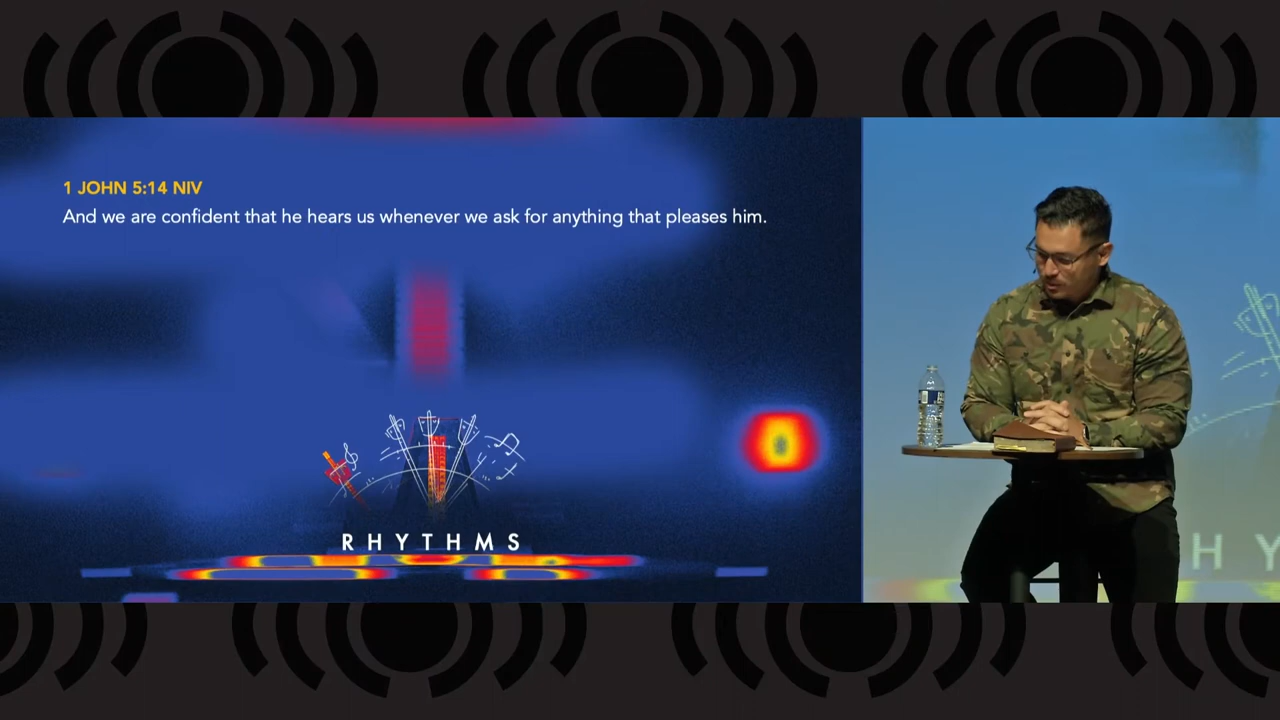 1 JOHN 5:14 NIV
And we are confident that he hears us whenever we ask for anything that pleases him.
RHYTHMS
H Y